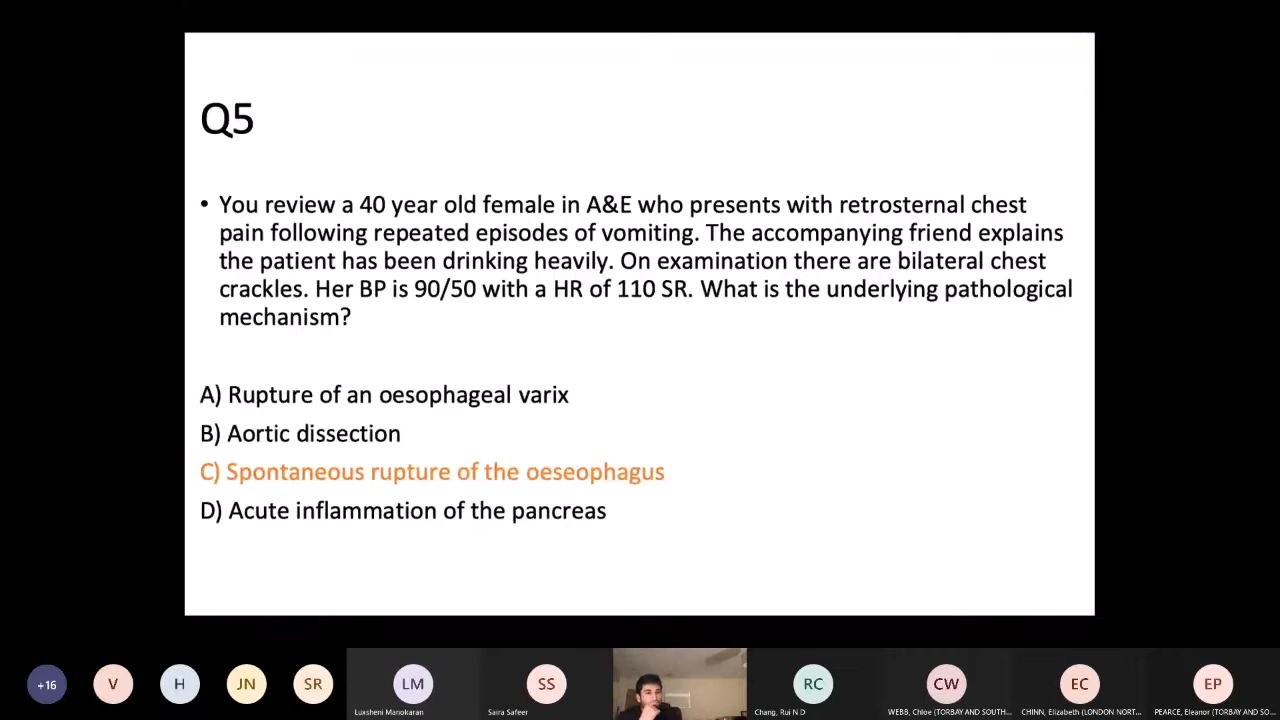 Q5
• You review a 40 year old female in A&E who presents with retrosternal chest
pain following repeated episodes of vomiting. The accompanying friend explains
the patient has been drinking heavily. On examination there are bilateral chest
crackles. Her BP is 90/50 with a HR of 110 SR. What is the underlying pathological
mechanism?
A) Rupture of an oesophageal varix
B) Aortic dissection
C) Spontaneous rupture of the oeseophagus
D) Acute inflammation of the pancreas
+16 V H JN SR LM SS RC CW EC EP
Luxsheni Manokaran Saira Safeer Chang, Rui N D WEBB, Chloe (TORBAY AND SOUTH... CHINN, Elizabeth (LONDON NORT... PEARCE, Eleanor (TORBAY AND SO...